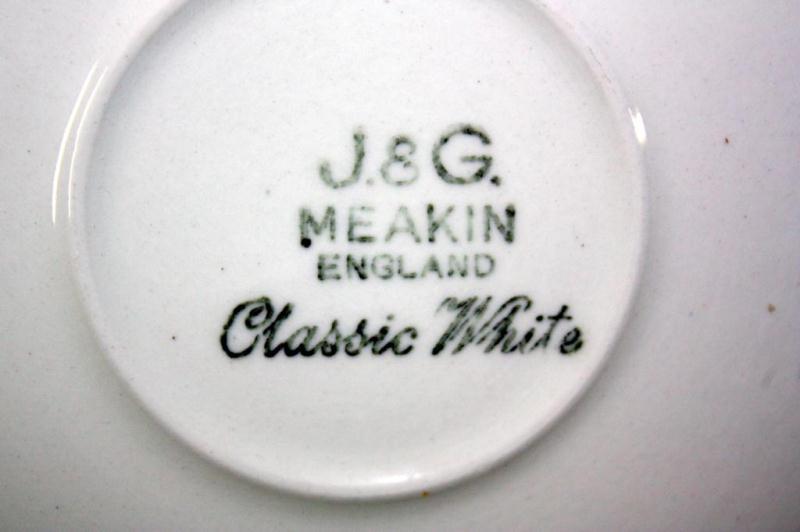 J.&G.
MEAKIN
ENGLAND
Classic White